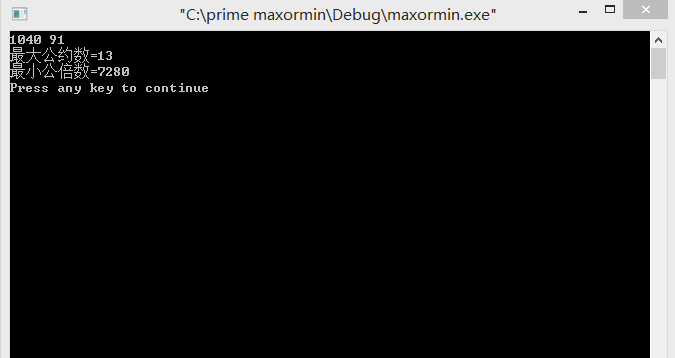 "C:\prime maxormin\Debug\maxormin.exe"
1040 91
最大公约数=13
最小公倍数=7280
Press any key to continue